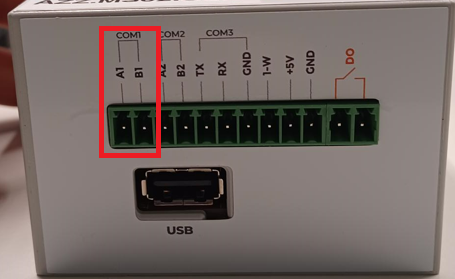 COM1 COM2 COM3
A1 B1 A2 B2 TX RX GND 1-W +5V GND DO
USB